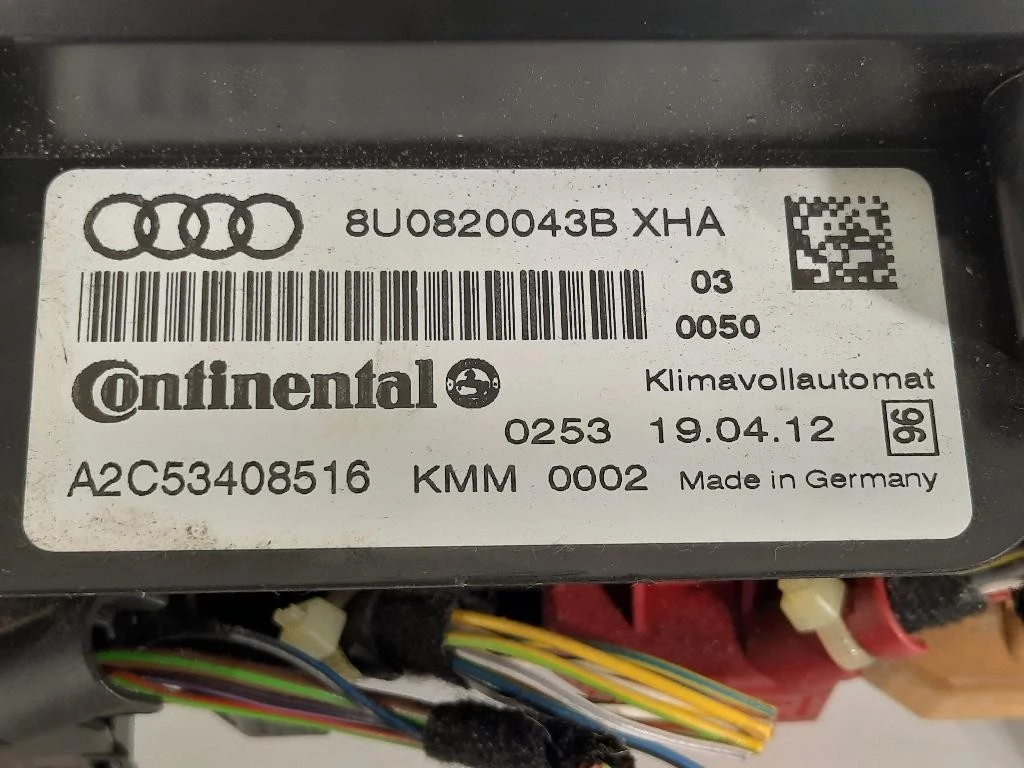 8U0820043B XHA
03
0050
Continental
Klimavollautomat
0253 19.04.12 96
A2C53408516 KMM 0002 Made in Germany